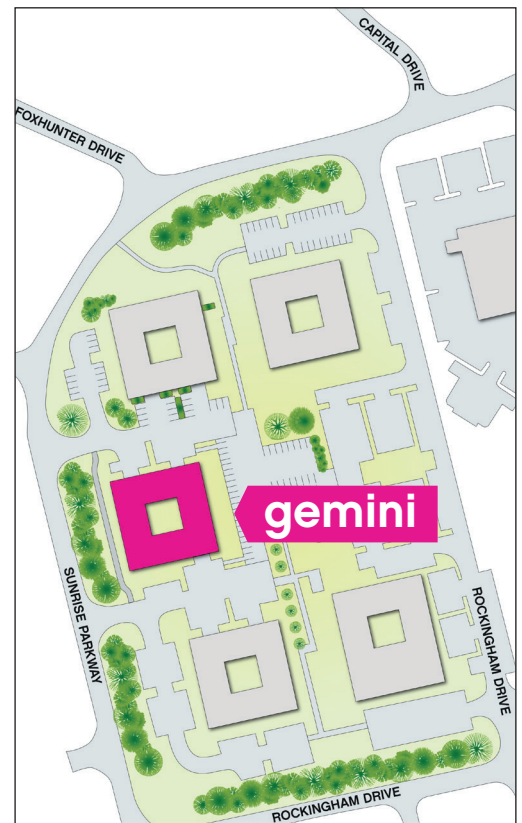 CAPITAL DRIVE
FOXHUNTER DRIVE
gemini
SUNRISE PARKWAY
ROCKINGHAM DRIVE
ROCKINGHAM DRIVE